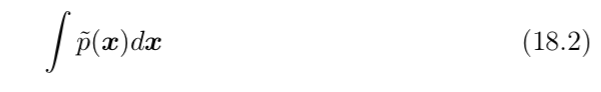 ∫ p̃(𝒙)d𝒙 (18.2)